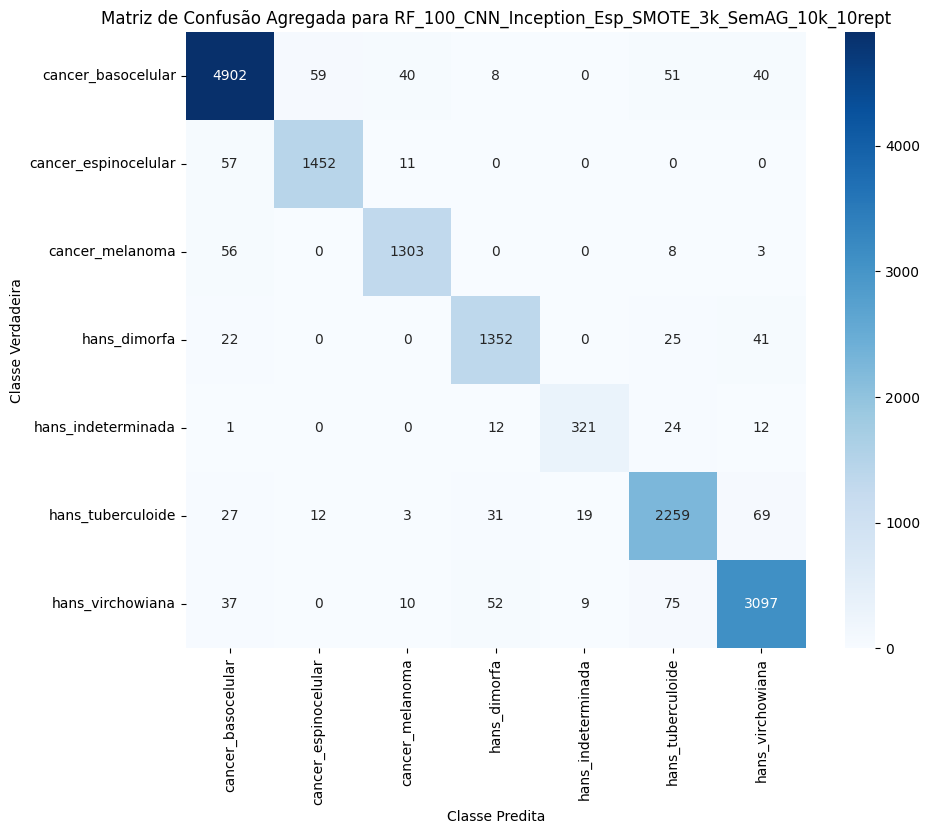 Matriz de Confusão Agregada para RF_100_CNN_Inception_Esp_SMOTE_3k_SemAG_10k_10rept
Classe Verdadeira
cancer_basocelular 4902 59 40 8 0 51 40
cancer_espinocelular 57 1452 11 0 0 0 0
cancer_melanoma 56 0 1303 0 0 8 3
hans_dimorfa 22 0 0 1352 0 25 41
hans_indeterminada 1 0 0 12 321 24 12
hans_tuberculoide 27 12 3 31 19 2259 69
hans_virchowiana 37 0 10 52 9 75 3097
cancer_basocelular
cancer_espinocelular
cancer_melanoma
hans_dimorfa
hans_indeterminada
hans_tuberculoide
hans_virchowiana
Classe Predita
4000
3000
2000
1000
0